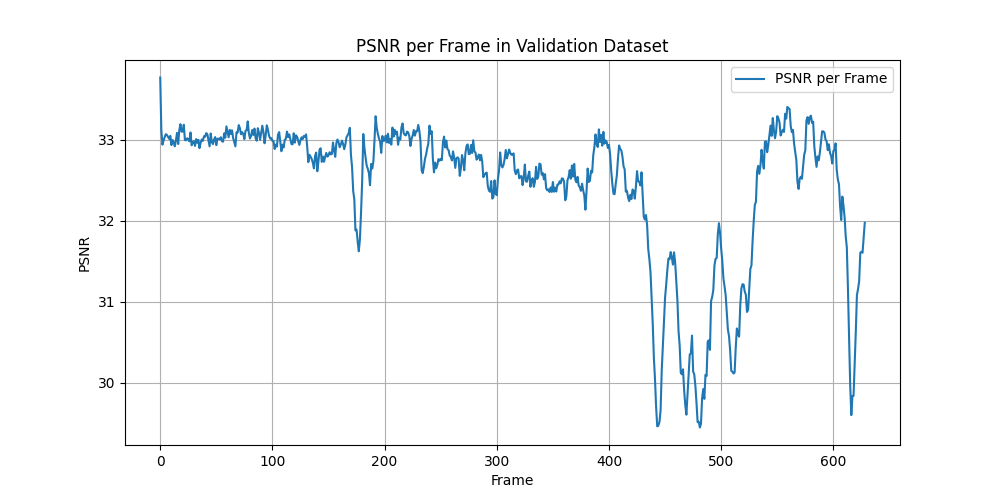 PSNR per Frame in Validation Dataset
PSNR per Frame
33
32
31
30
PSNR
0 100 200 300 400 500 600
Frame